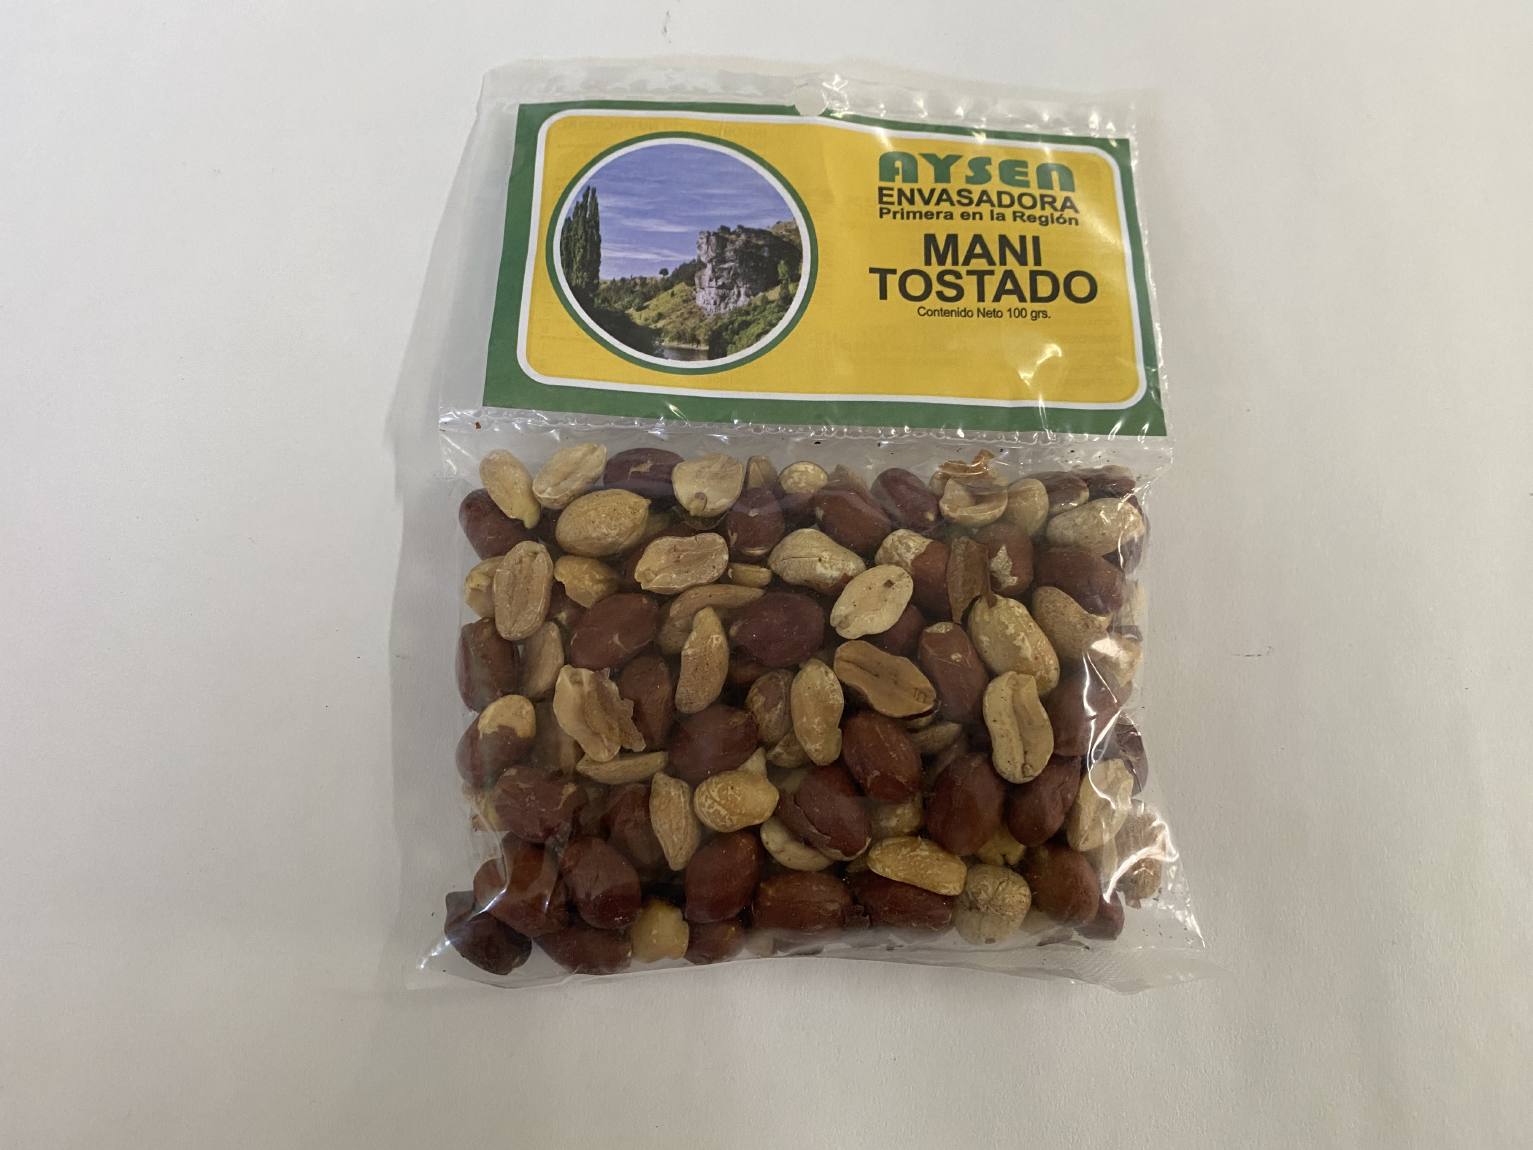 AYSEN
ENVASADORA
Primera en la Región
MANI
TOSTADO
Contenido Neto 100 grs.